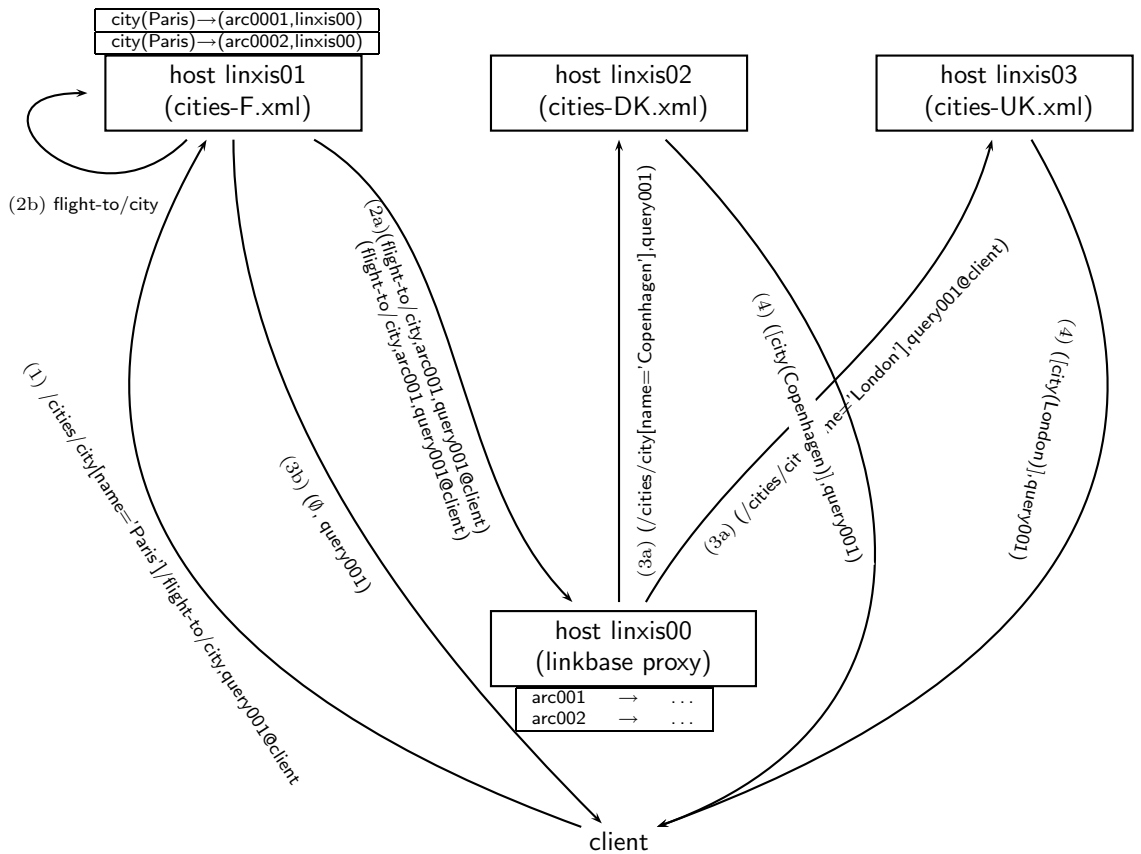 city(Paris)→(arc0001,linxis00)
city(Paris)→(arc0002,linxis00)
host linxis01
(cities-F.xml)
host linxis02
(cities-DK.xml)
host linxis03
(cities-UK.xml)
(2b) flight-to/city
(2a)(flight-to/city,arc001,query001@client)
(flight-to/city,arc001,query001@client)
(1) /cities/city[name='Paris']/flight-to/city,query001@client
(3b) (∅, query001)
(3a) (/cities/city[name='Copenhagen'],query001)
(3a) (/cities/cit ne='London'],query001@client)
(4) ([city(Copenhagen)],query001)
(4) ([city(London)],query001)
host linxis00
(linkbase proxy)
arc001 → ...
arc002 → ...
client